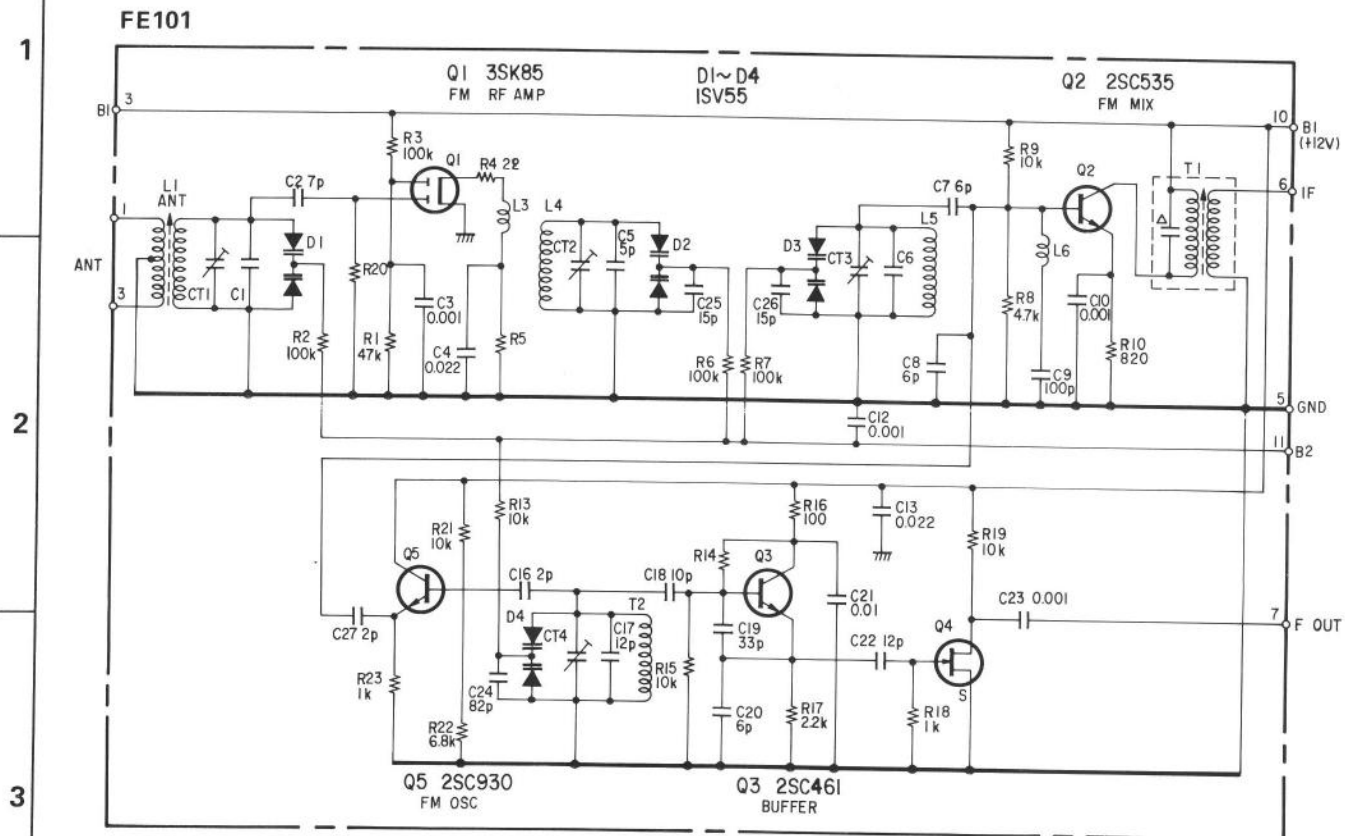 FE101
1
Q1 3SK85
FM RF AMP
D1~D4
ISV55
Q2 2SC535
FM MIX
B1 3
10 B1
(+12V)
R3
100k
Q1
R4 22
R9
10k
Q2
T1
6 IF
L1
ANT
C2 7p
L3
L4
C7 6p
L5
1
ANT
3
CT1
C1
D1
R20
CT2
C5
5p
D2
D3
CT3
C6
L6
C25
15p
C26
15p
R2
100k
R1
47k
C3
0.001
C4
0.022
R5
R6
100k
R7
100k
C8
6p
R8
4.7k
C10
0.001
R10
820
C9
100p
5 GND
2
C12
0.001
11 B2
R13
10k
R16
100
C13
0.022
R21
10k
R19
10k
Q5
C16 2p
C18 10p
R14
Q3
C21
0.01
C23 0.001
7 F OUT
C27 2p
D4
CT4
C17
12p
T2
C19
33p
C22 12p
Q4
R23
1k
C24
82p
R15
10k
S
R22
6.8k
C20
6p
R17
2.2k
R18
1k
Q5 2SC930
FM OSC
Q3 2SC461
BUFFER
3